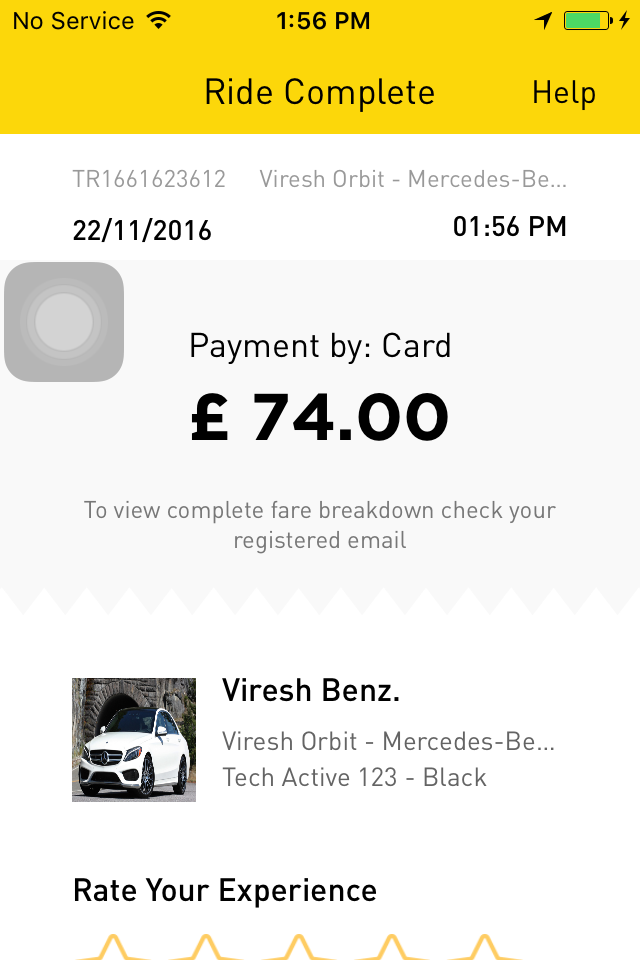 No Service 1:56 PM
Ride Complete Help
TR1661623612 Viresh Orbit - Mercedes-Be...
22/11/2016 01:56 PM
Payment by: Card
£ 74.00
To view complete fare breakdown check your
registered email
Viresh Benz.
Viresh Orbit - Mercedes-Be...
Tech Active 123 - Black
Rate Your Experience